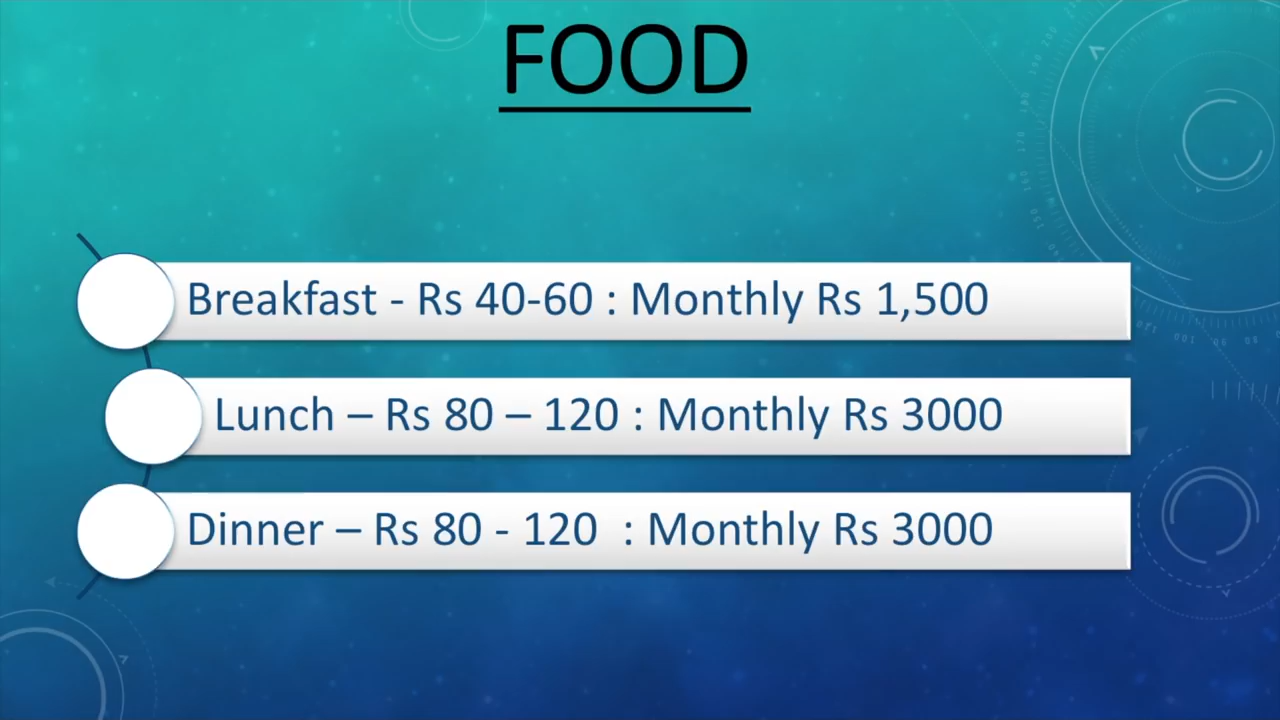 FOOD
Breakfast - Rs 40-60 : Monthly Rs 1,500
Lunch – Rs 80 – 120 : Monthly Rs 3000
Dinner – Rs 80 - 120  : Monthly Rs 3000